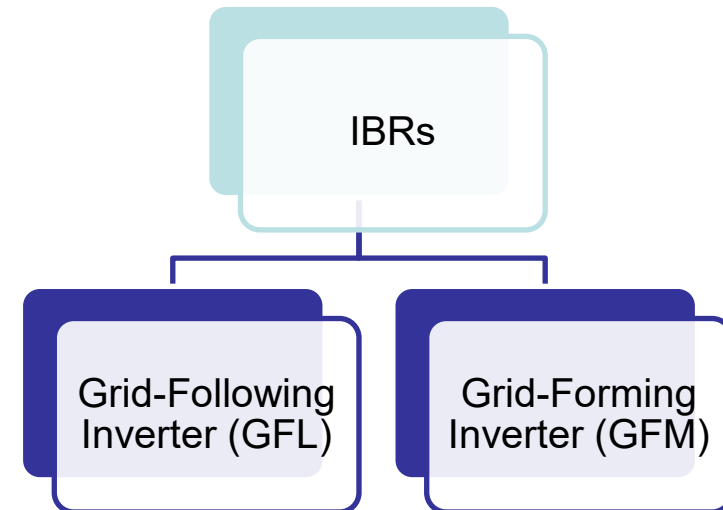 IBRs
Grid-Following
Inverter (GFL)
Grid-Forming
Inverter (GFM)